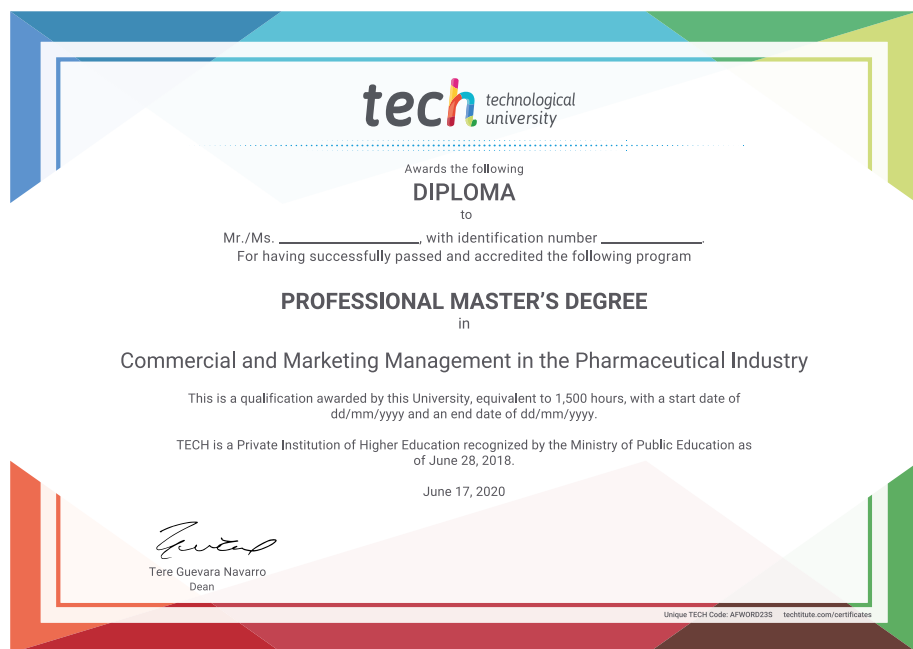 tech technological
university
Awards the following
DIPLOMA
to
Mr./Ms. ____________________, with identification number ______________.
For having successfully passed and accredited the following program
PROFESSIONAL MASTER'S DEGREE
in
Commercial and Marketing Management in the Pharmaceutical Industry
This is a qualification awarded by this University, equivalent to 1,500 hours, with a start date of
dd/mm/yyyy and an end date of dd/mm/yyyy.
TECH is a Private Institution of Higher Education recognized by the Ministry of Public Education as
of June 28, 2018.
June 17, 2020
Tere Guevara Navarro
Dean
Unique TECH Code: AFWORD23S techtitute.com/certificates